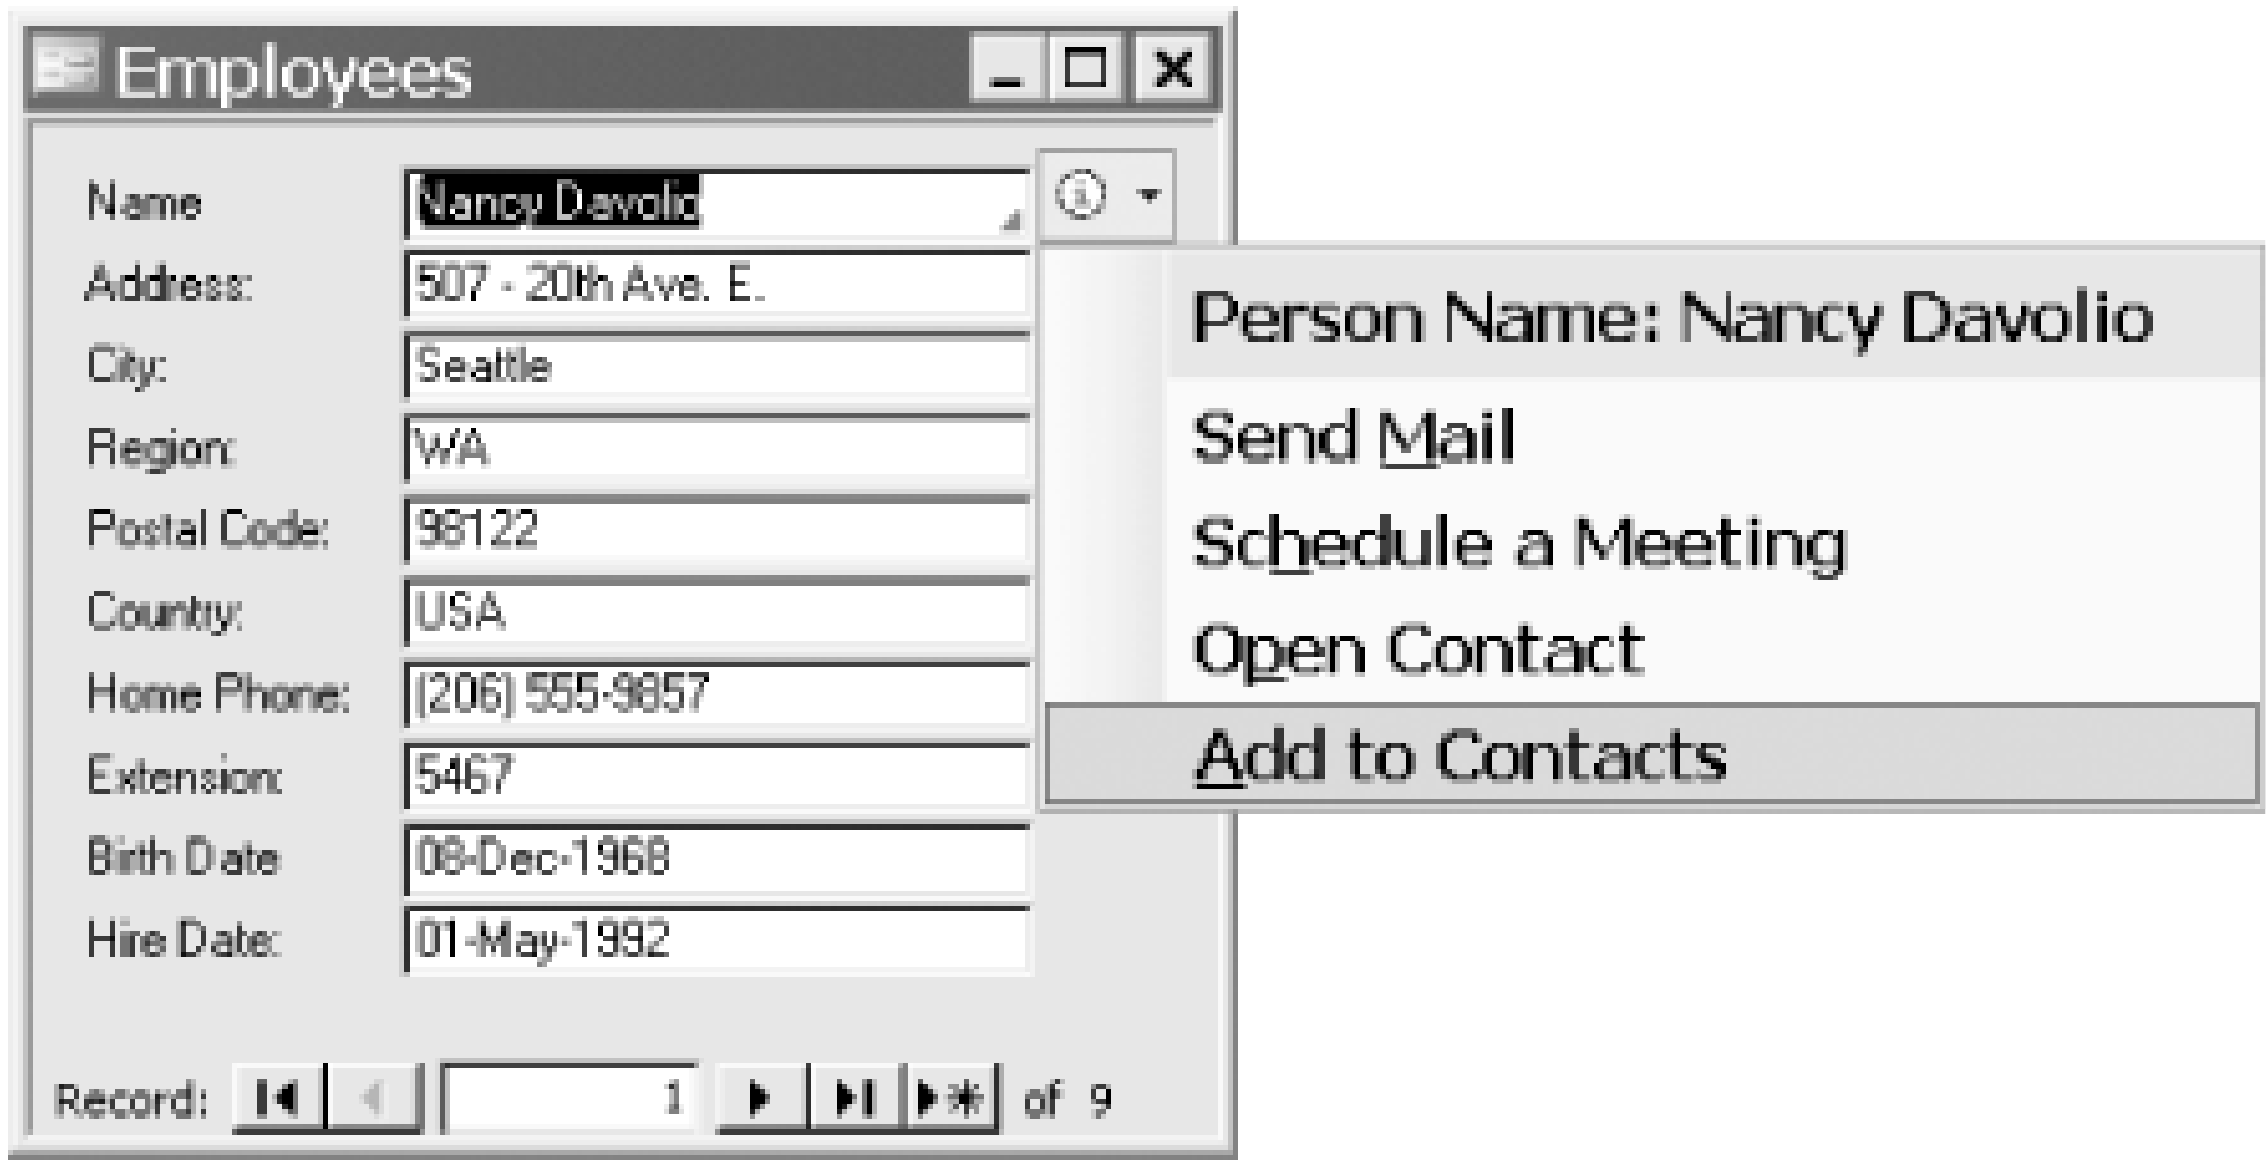 Employees
Name Nancy Davolio
Address: 507 - 20th Ave. E.
City: Seattle
Region: WA
Postal Code: 98122
Country: USA
Home Phone: (206) 555-9857
Extension: 5467
Birth Date 08-Dec-1968
Hire Date: 01-May-1992
Record: 1 of 9
Person Name: Nancy Davolio
Send Mail
Schedule a Meeting
Open Contact
Add to Contacts